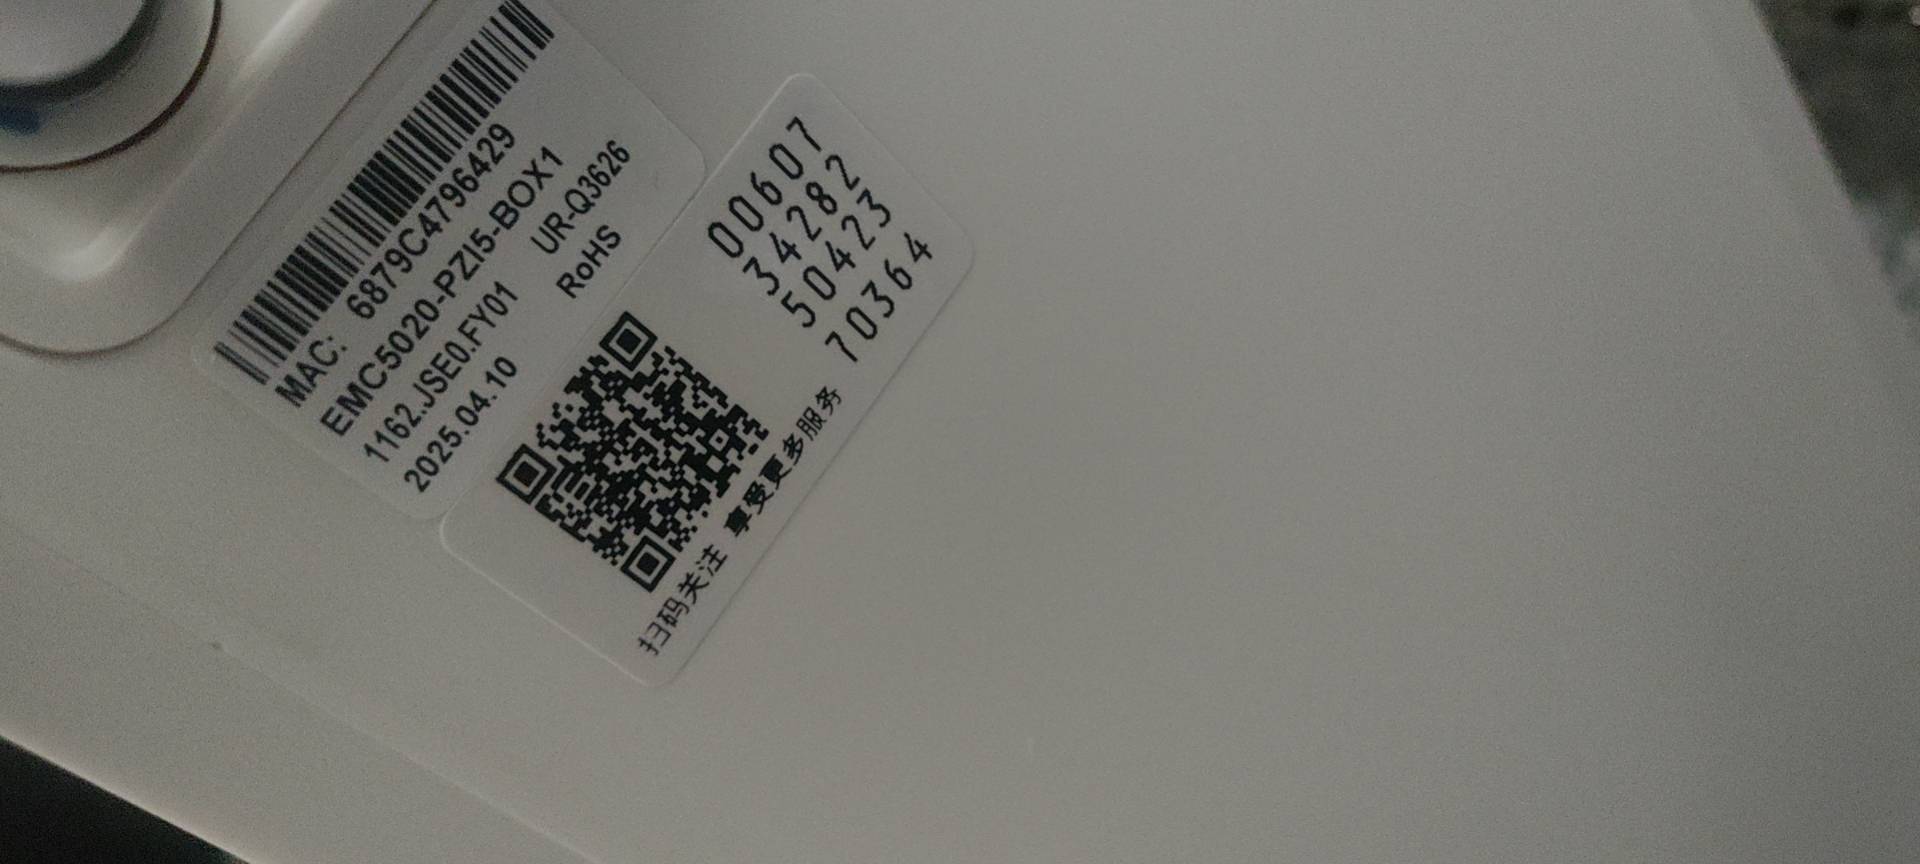 MAC: 6879C4796429
EMC5020-PZI5-BOX1
1162.JSE0.FY01 UR-Q3626
2025.04.10 RoHS
00607
34282
50423
70364
扫码关注 享受更多服务